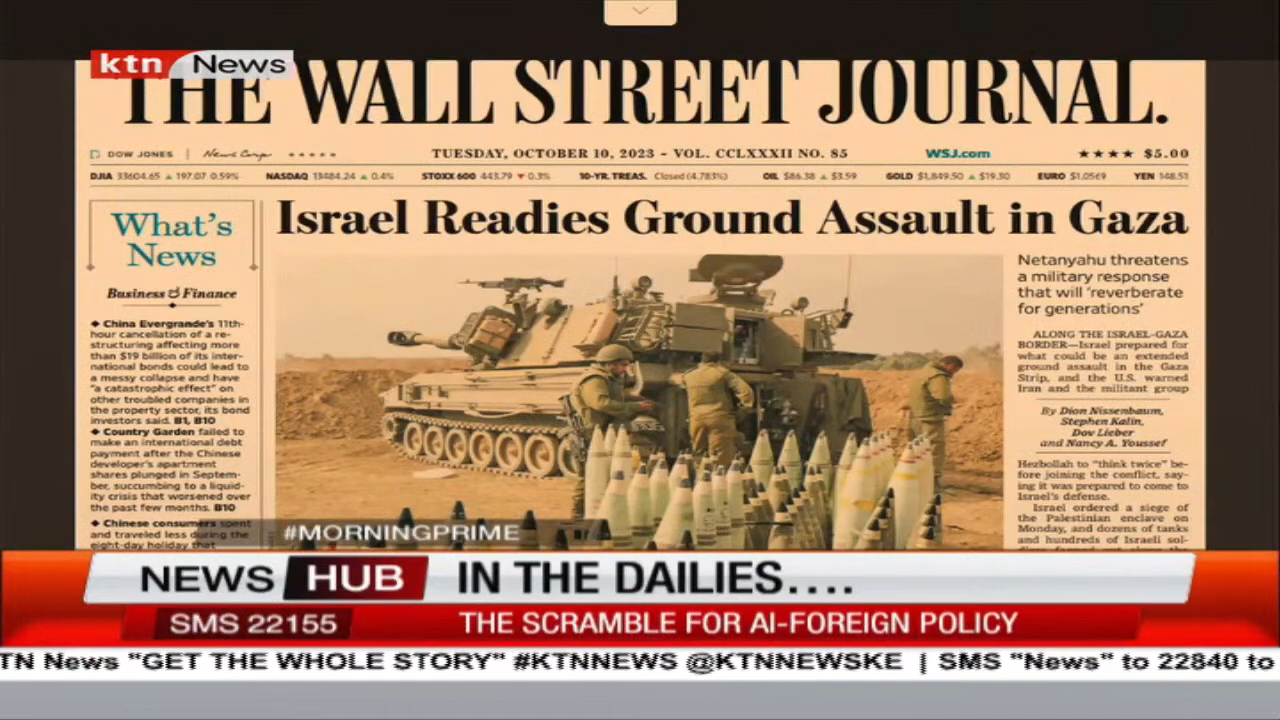 ktn News
THE WALL STREET JOURNAL.
DOW JONES | News Corp ★★★★★
TUESDAY, OCTOBER 10, 2023 ~ VOL. CCLXXXII NO. 85
WSJ.com
★★★★ $5.00
DJIA 33604.65 ▲ 197.07 0.59%
NASDAQ 13484.24 ▲ 0.4%
STOXX 600 443.79 ▼ 0.3%
10-YR. TREAS. Closed (4.783%)
OIL $86.38 ▲ $3.59
GOLD $1,849.50 ▲ $19.30
EURO $1.0569
YEN 148.51
What's
News
Business & Finance
◆ China Evergrande's 11th-
hour cancellation of a re-
structuring affecting more
than $19 billion of its inter-
national bonds could lead to
a messy collapse and have
"a catastrophic effect" on
other troubled companies in
the property sector, its bond
investors said. B1, B10
◆ Country Garden failed to
make an international debt
payment after the Chinese
developer's apartment
shares plunged in Septem-
ber, succumbing to a liquid-
ity crisis that worsened over
the past few months. B10
◆ Chinese consumers spent
and traveled less during the
eight-day holiday that
Israel Readies Ground Assault in Gaza
Netanyahu threatens
a military response
that will 'reverberate
for generations'
ALONG THE ISRAEL-GAZA
BORDER—Israel prepared for
what could be an extended
ground assault in the Gaza
Strip, and the U.S. warned
Iran and the militant group
By Dion Nissenbaum,
Stephen Kalin,
Dov Lieber
and Nancy A. Youssef
Hezbollah to "think twice" be-
fore joining the conflict, say-
ing it was prepared to come to
Israel's defense.
Israel ordered a siege of
the Palestinian enclave on
Monday, and dozens of tanks
and hundreds of Israeli sol-
#MORNINGPRIME
NEWS HUB IN THE DAILIES....
SMS 22155 THE SCRAMBLE FOR AI-FOREIGN POLICY
TN News "GET THE WHOLE STORY" #KTNNEWS @KTNNEWSKE | SMS "News" to 22840 to